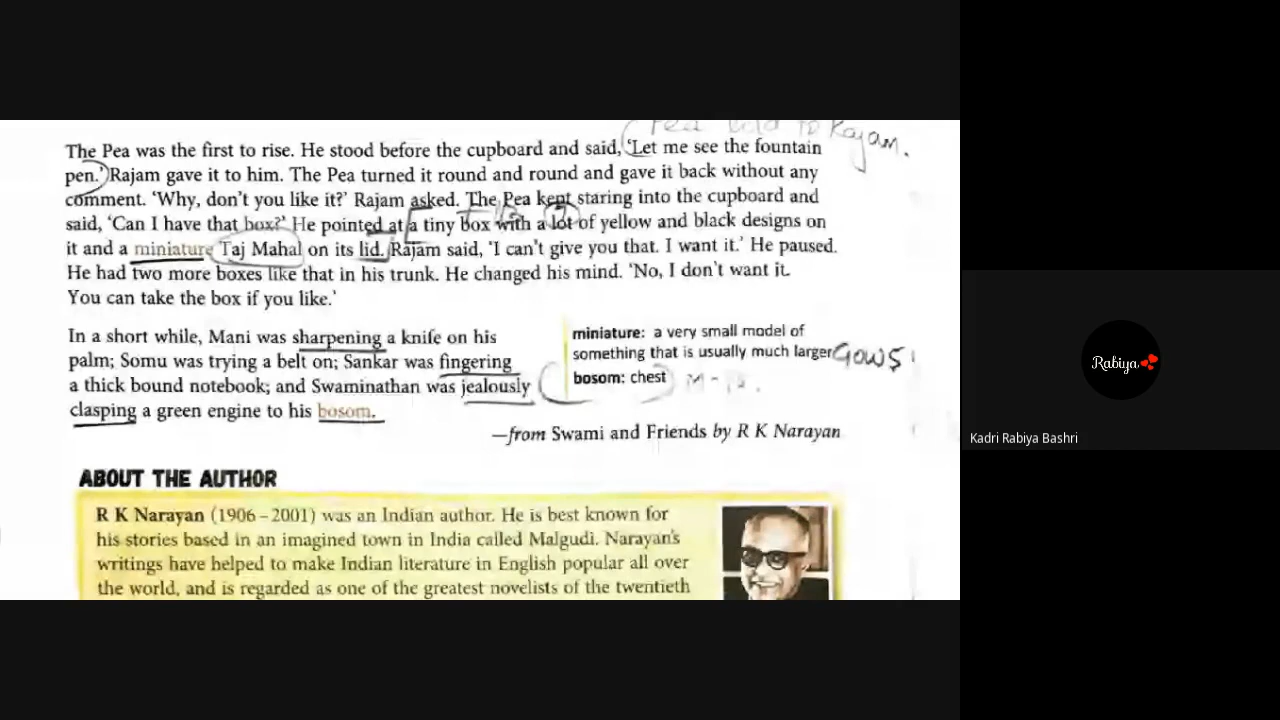 Pea told to Rajam.
The Pea was the first to rise. He stood before the cupboard and said, 'Let me see the fountain
pen.' Rajam gave it to him. The Pea turned it round and round and gave it back without any
comment. 'Why, don't you like it?' Rajam asked. The Pea kept staring into the cupboard and
said, 'Can I have that box?' He pointed at a tiny box with a lot of yellow and black designs on
it and a miniature Taj Mahal on its lid. Rajam said, 'I can't give you that. I want it.' He paused.
He had two more boxes like that in his trunk. He changed his mind. 'No, I don't want it.
You can take the box if you like.'
In a short while, Mani was sharpening a knife on his
palm; Somu was trying a belt on; Sankar was fingering
a thick bound notebook; and Swaminathan was jealously
clasping a green engine to his bosom.
miniature: a very small model of
something that is usually much larger
bosom: chest
—from Swami and Friends by R K Narayan
ABOUT THE AUTHOR
R K Narayan (1906–2001) was an Indian author. He is best known for
his stories based in an imagined town in India called Malgudi. Narayan's
writings have helped to make Indian literature in English popular all over
the world, and is regarded as one of the greatest novelists of the twentieth
Rabiya
Kadri Rabiya Bashri